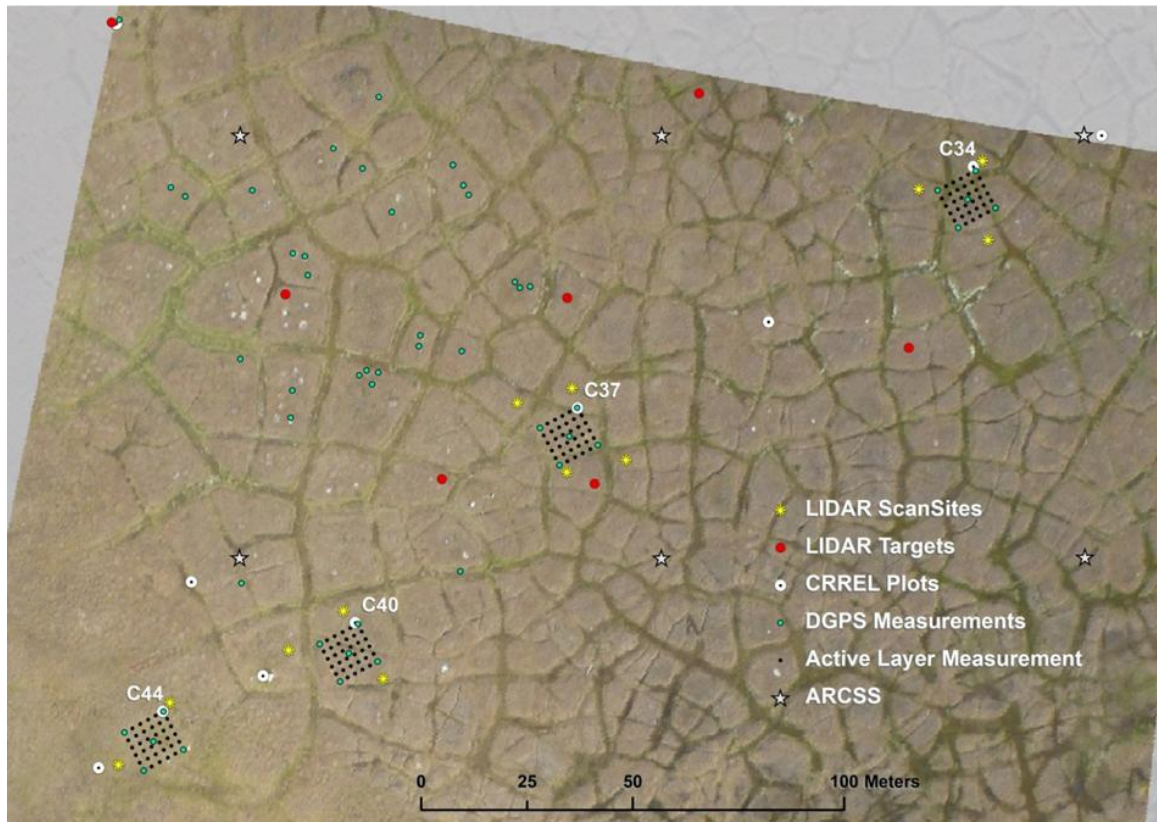 C34
C37
LIDAR ScanSites
LIDAR Targets
CRREL Plots
DGPS Measurements
C40
Active Layer Measurement
C44
ARCSS
0 25 50 100 Meters